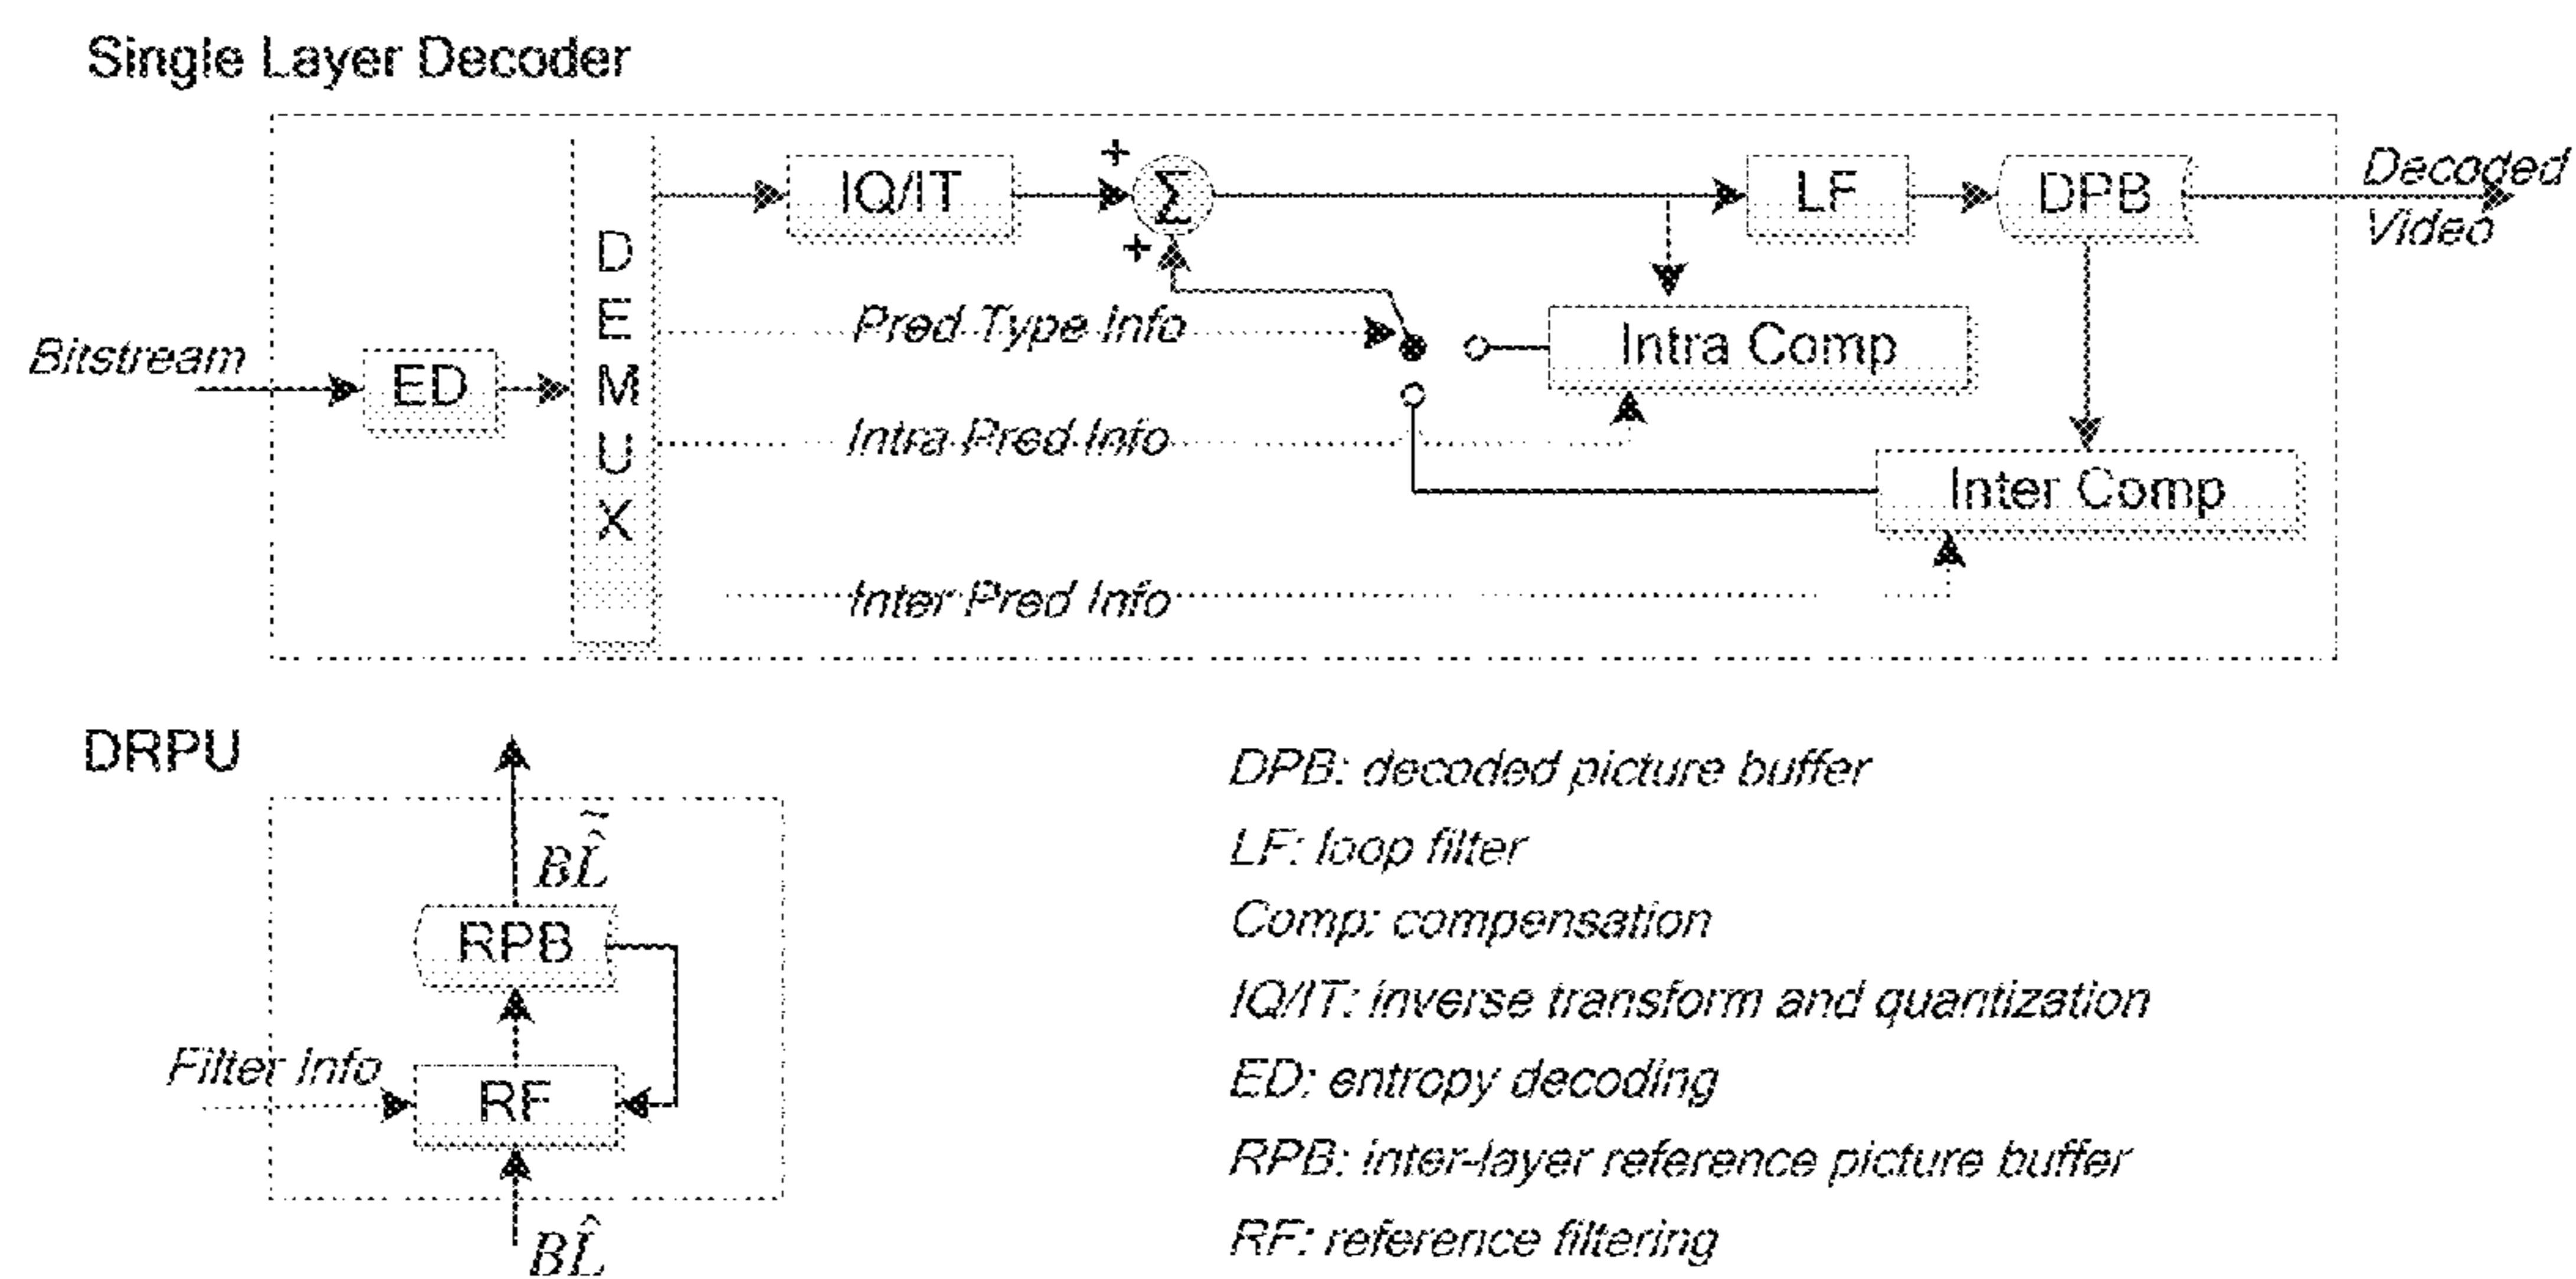 Single Layer Decoder
Bitstream
ED
DEMUX
IQ/IT
+
+
Σ
LF
DPB
Decoded
Video
Pred Type Info
Intra Comp
Intra Pred Info
Inter Comp
Inter Pred Info
DRPU
BL̂̃
RPB
Filter Info
RF
BL̂
DPB: decoded picture buffer
LF: loop filter
Comp: compensation
IQ/IT: inverse transform and quantization
ED: entropy decoding
RPB: inter-layer reference picture buffer
RF: reference filtering